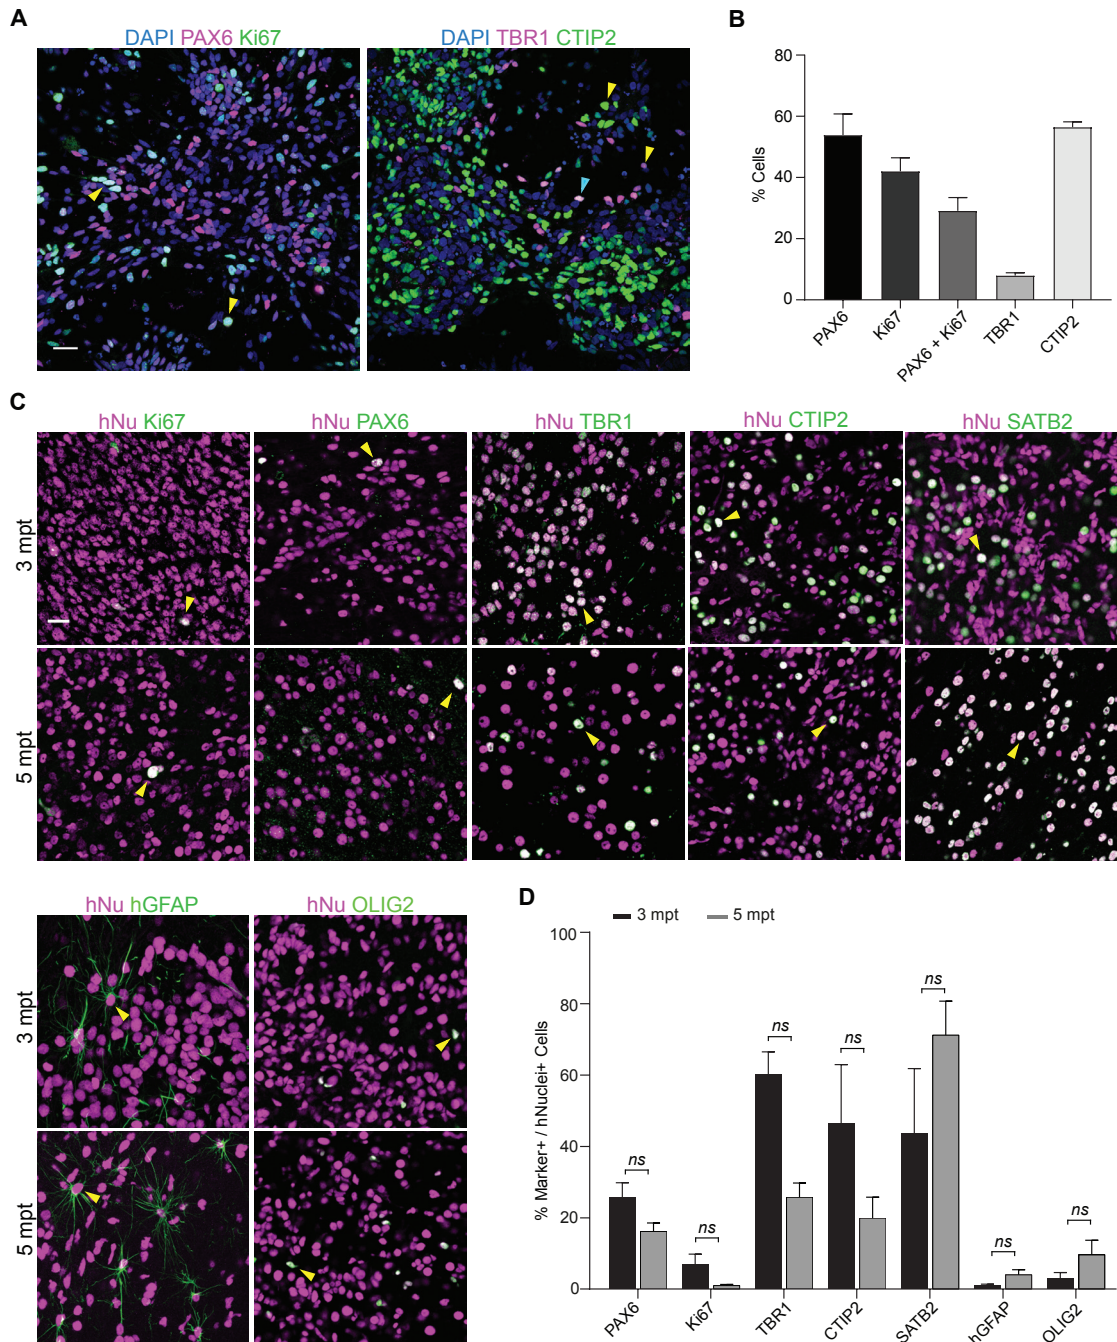 A
DAPI PAX6 Ki67
DAPI TBR1 CTIP2
B
% Cells
80
60
40
20
0
PAX6
Ki67
PAX6 + Ki67
TBR1
CTIP2
C
hNu Ki67
hNu PAX6
hNu TBR1
hNu CTIP2
hNu SATB2
3 mpt
5 mpt
hNu hGFAP
hNu OLIG2
3 mpt
5 mpt
D
3 mpt
5 mpt
% Marker+ / hNuclei+ Cells
100
80
60
40
20
0
ns
ns
ns
ns
ns
ns
ns
PAX6
Ki67
TBR1
CTIP2
SATB2
hGFAP
OLIG2